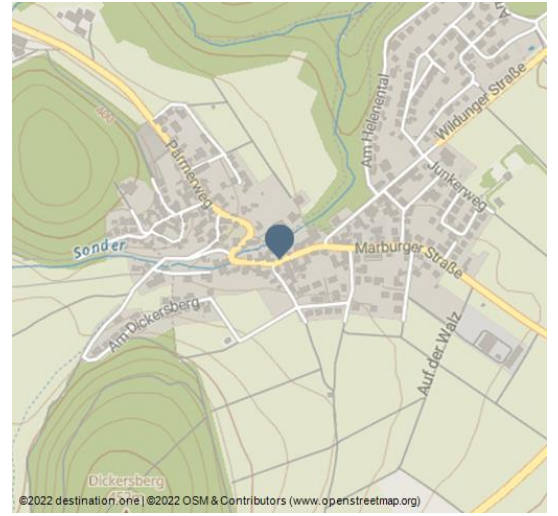 400
Parmerweg
Am Helenental
Wildunger Straße
Junkerweg
Sonder
Marburger Straße
Am Dickersberg
Auf der Walz
Dickersberg
©2022 destination.one | ©2022 OSM & Contributors (www.openstreetmap.org)